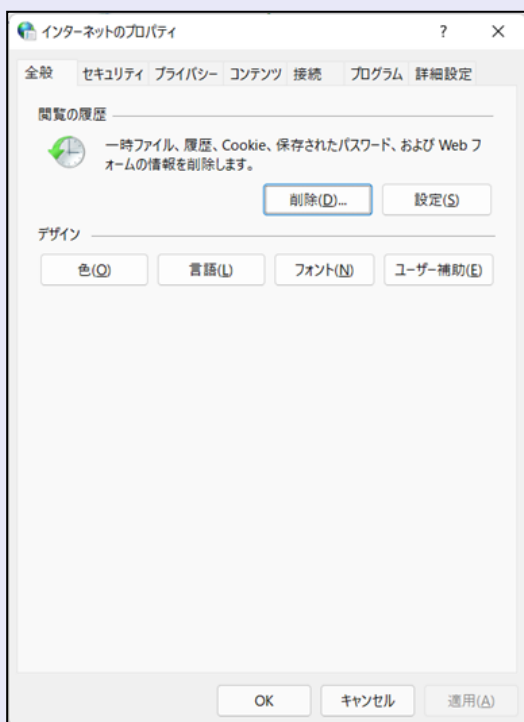 インターネットのプロパティ ? ×
全般 セキュリティ プライバシー コンテンツ 接続 プログラム 詳細設定
閲覧の履歴
一時ファイル、履歴、Cookie、保存されたパスワード、および Web フ
ォームの情報を削除します。
削除(D)... 設定(S)
デザイン
色(O) 言語(L) フォント(N) ユーザー補助(E)
OK キャンセル 適用(A)